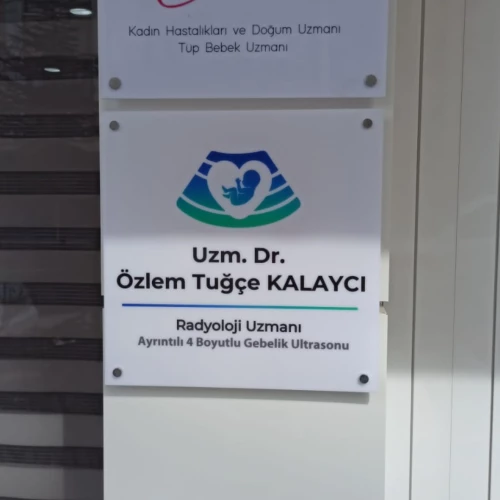 Kadın Hastalıkları ve Doğum Uzmanı
Tüp Bebek Uzmanı
Uzm. Dr.
Özlem Tuğçe KALAYCI
Radyoloji Uzmanı
Ayrıntılı 4 Boyutlu Gebelik Ultrasonu